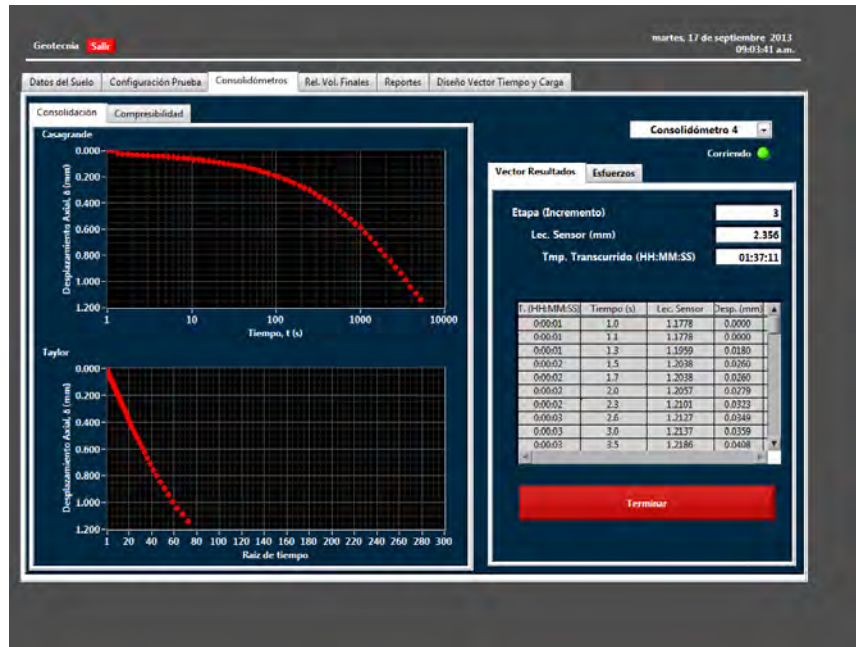 Geotecnia Salir
martes, 17 de septiembre 2013
09:03:41 a.m.
Datos del Suelo Configuración Prueba Consolidómetros Rel. Vol. Finales Reportes Diseño Vector Tiempo y Carga
Consolidación Compresibilidad
Casagrande
Desplazamiento Axial, δ (mm)
0.000
0.200
0.400
0.600
0.800
1.000
1.200
1 10 100 1000 10000
Tiempo, t (s)
Taylor
Desplazamiento Axial, δ (mm)
0.000
0.200
0.400
0.600
0.800
1.000
1.200
1 20 40 60 80 100 120 140 160 180 200 220 240 260 280 300
Raiz de tiempo
Consolidómetro 4
Corriendo
Vector Resultados Esfuerzos
Etapa (Incremento) 3
Lec. Sensor (mm) 2.356
Tmp. Transcurrido (HH:MM:SS) 01:37:11
T. (HH:MM:SS) Tiempo (s) Lec. Sensor Desp. (mm)
0:00:01 1.0 1.1778 0.0000
0:00:01 1.1 1.1778 0.0000
0:00:01 1.3 1.1959 0.0180
0:00:02 1.5 1.2038 0.0260
0:00:02 1.7 1.2038 0.0260
0:00:02 2.0 1.2057 0.0279
0:00:02 2.3 1.2101 0.0323
0:00:03 2.6 1.2127 0.0349
0:00:03 3.0 1.2137 0.0359
0:00:03 3.5 1.2186 0.0408
Terminar